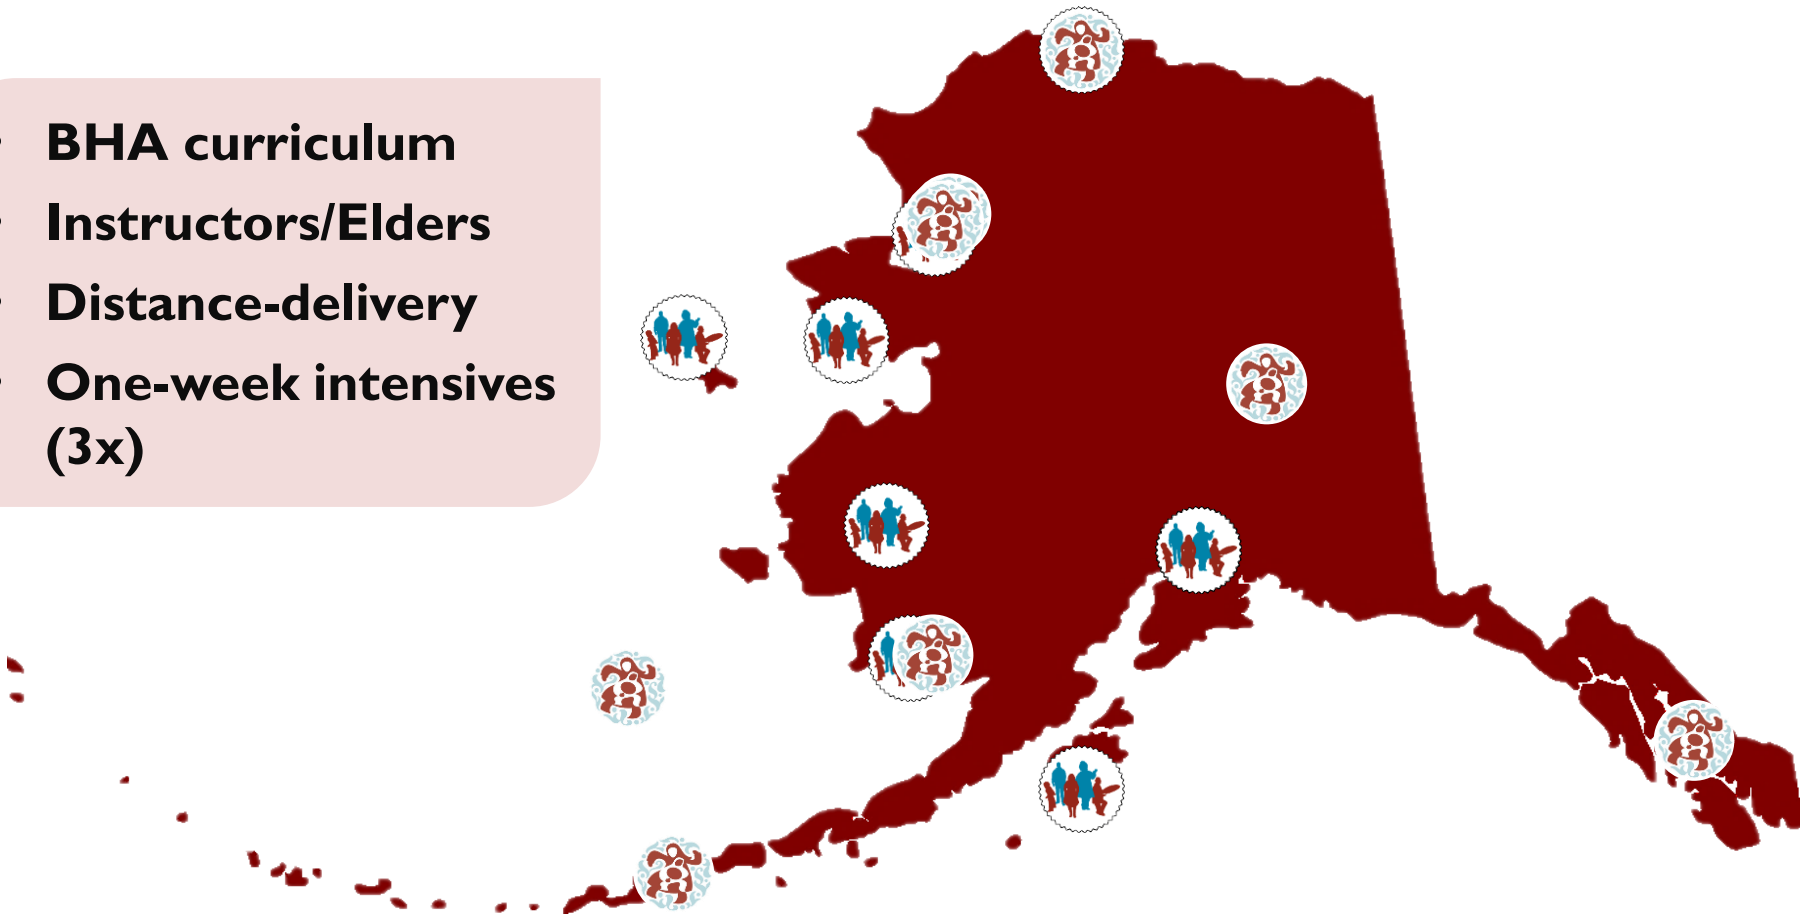 • BHA curriculum
• Instructors/Elders
• Distance-delivery
• One-week intensives
(3x)